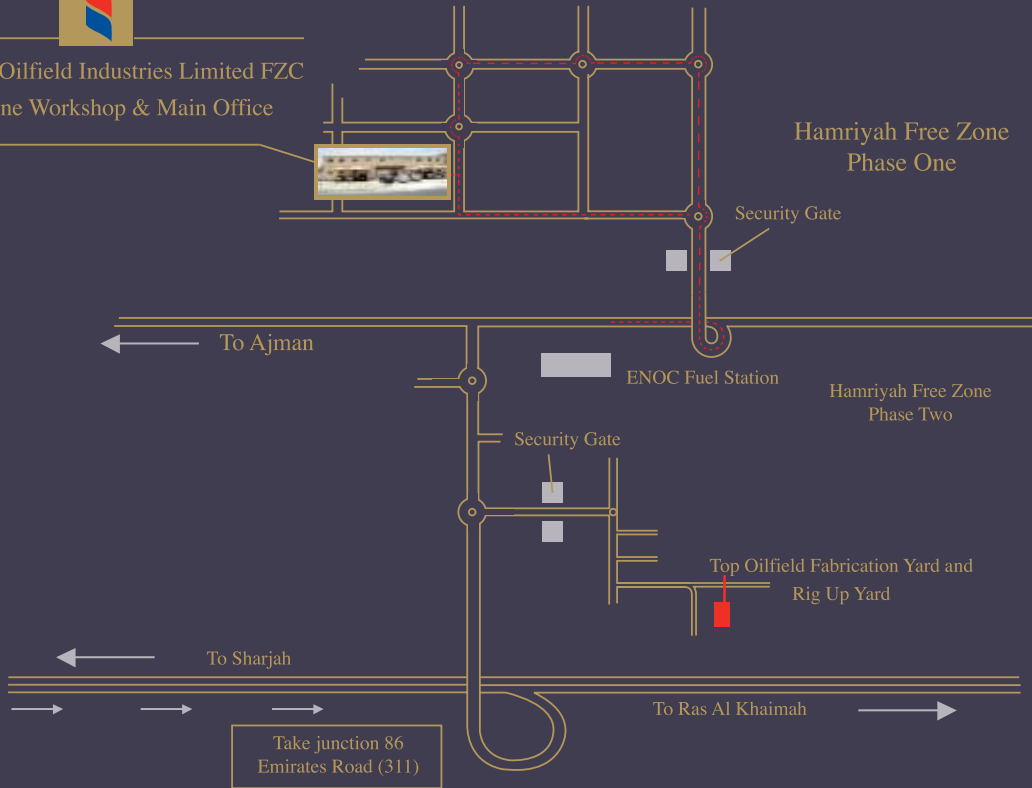 Oilfield Industries Limited FZC
ne Workshop & Main Office
Hamriyah Free Zone
Phase One
Security Gate
To Ajman
ENOC Fuel Station
Hamriyah Free Zone
Phase Two
Security Gate
Top Oilfield Fabrication Yard and
Rig Up Yard
To Sharjah
To Ras Al Khaimah
Take junction 86
Emirates Road (311)